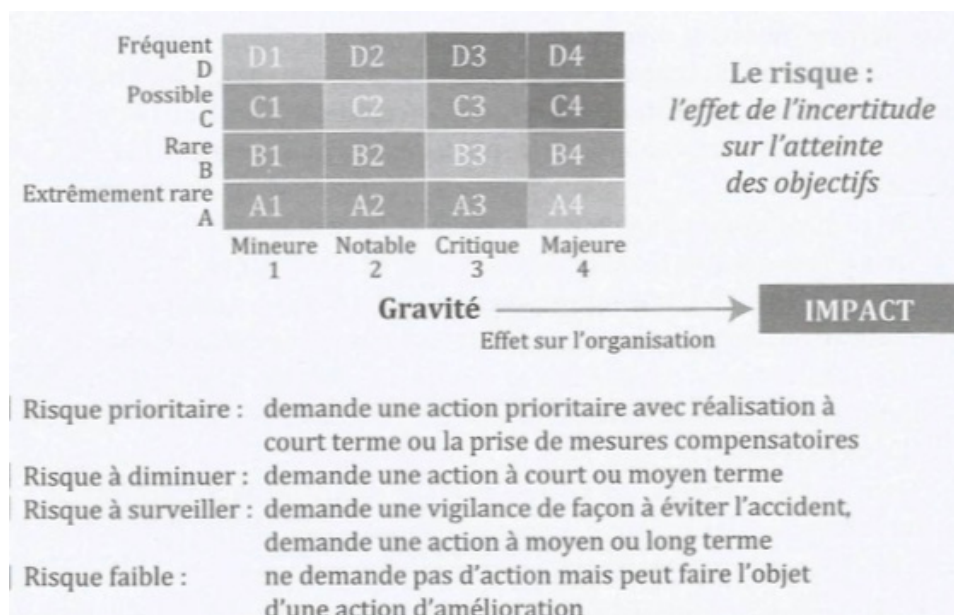 Fréquent
D
D1 D2 D3 D4
Possible
C
C1 C2 C3 C4
Rare
B
B1 B2 B3 B4
Extrêmement rare
A
A1 A2 A3 A4
Mineure Notable Critique Majeure
1 2 3 4
Le risque :
l'effet de l'incertitude
sur l'atteinte
des objectifs
Gravité
Effet sur l'organisation
IMPACT
Risque prioritaire : demande une action prioritaire avec réalisation à
court terme ou la prise de mesures compensatoires
Risque à diminuer : demande une action à court ou moyen terme
Risque à surveiller : demande une vigilance de façon à éviter l'accident,
demande une action à moyen ou long terme
Risque faible : ne demande pas d'action mais peut faire l'objet
d'une action d'amélioration